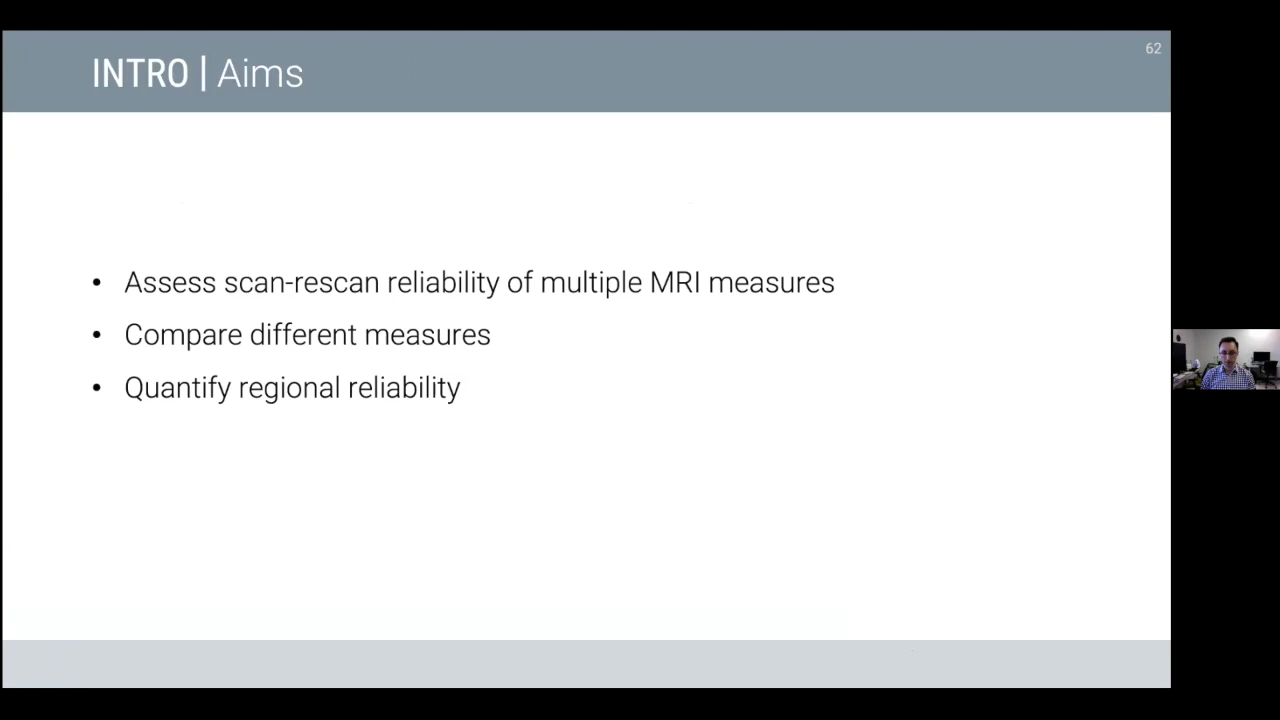 62
INTRO | Aims
• Assess scan-rescan reliability of multiple MRI measures
• Compare different measures
• Quantify regional reliability